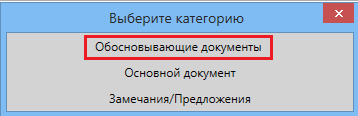 Выберите категорию
Обосновывающие документы
Основной документ
Замечания/Предложения